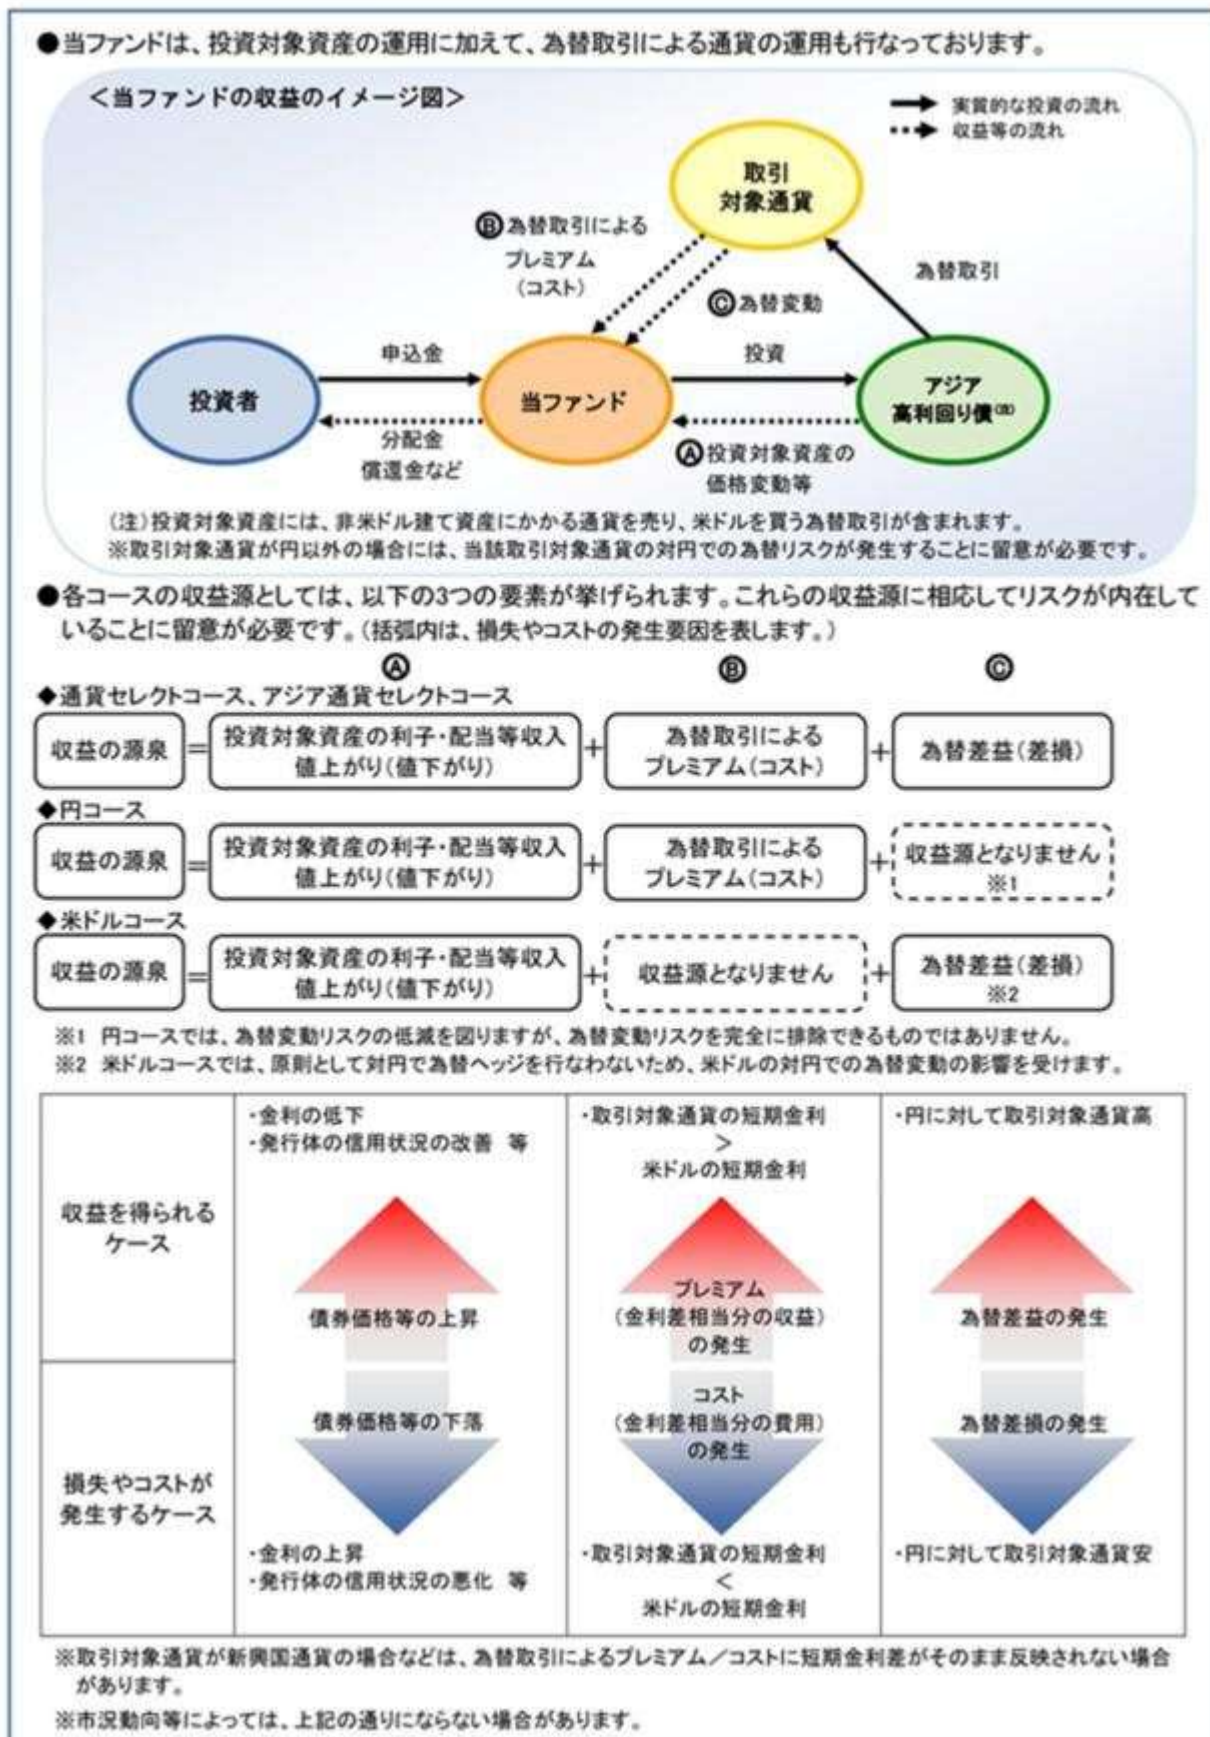 ●当ファンドは、投資対象資産の運用に加えて、為替取引による通貨の運用も行なっております。
＜当ファンドの収益のイメージ図＞
実質的な投資の流れ
収益等の流れ
取引
対象通貨
Ⓑ為替取引による
プレミアム
(コスト)
Ⓒ為替変動
為替取引
申込金
投資
投資者
当ファンド
アジア
高利回り債(注)
分配金
償還金など
Ⓐ投資対象資産の
価格変動等
(注)投資対象資産には、非米ドル建て資産にかかる通貨を売り、米ドルを買う為替取引が含まれます。
※取引対象通貨が円以外の場合には、当該取引対象通貨の対円での為替リスクが発生することに留意が必要です。
●各コースの収益源としては、以下の3つの要素が挙げられます。これらの収益源に相応してリスクが内在して
いることに留意が必要です。(括弧内は、損失やコストの発生要因を表します。)
Ⓐ Ⓑ Ⓒ
◆通貨セレクトコース、アジア通貨セレクトコース
収益の源泉 = 投資対象資産の利子・配当等収入 + 為替取引による + 為替差益(差損)
値上がり(値下がり) プレミアム(コスト)
◆円コース
収益の源泉 = 投資対象資産の利子・配当等収入 + 為替取引による + 収益源となりません
値上がり(値下がり) プレミアム(コスト) ※1
◆米ドルコース
収益の源泉 = 投資対象資産の利子・配当等収入 + 収益源となりません + 為替差益(差損)
値上がり(値下がり) ※2
※1 円コースでは、為替変動リスクの低減を図りますが、為替変動リスクを完全に排除できるものではありません。
※2 米ドルコースでは、原則として対円で為替ヘッジを行なわないため、米ドルの対円での為替変動の影響を受けます。
収益を得られる
ケース
・金利の低下
・発行体の信用状況の改善 等
債券価格等の上昇
・取引対象通貨の短期金利
＞
米ドルの短期金利
プレミアム
(金利差相当分の収益)
の発生
・円に対して取引対象通貨高
為替差益の発生
損失やコストが
発生するケース
債券価格等の下落
・金利の上昇
・発行体の信用状況の悪化 等
コスト
(金利差相当分の費用)
の発生
・取引対象通貨の短期金利
＜
米ドルの短期金利
為替差損の発生
・円に対して取引対象通貨安
※取引対象通貨が新興国通貨の場合などは、為替取引によるプレミアム／コストに短期金利差がそのまま反映されない場合
があります。
※市況動向等によっては、上記の通りにならない場合があります。